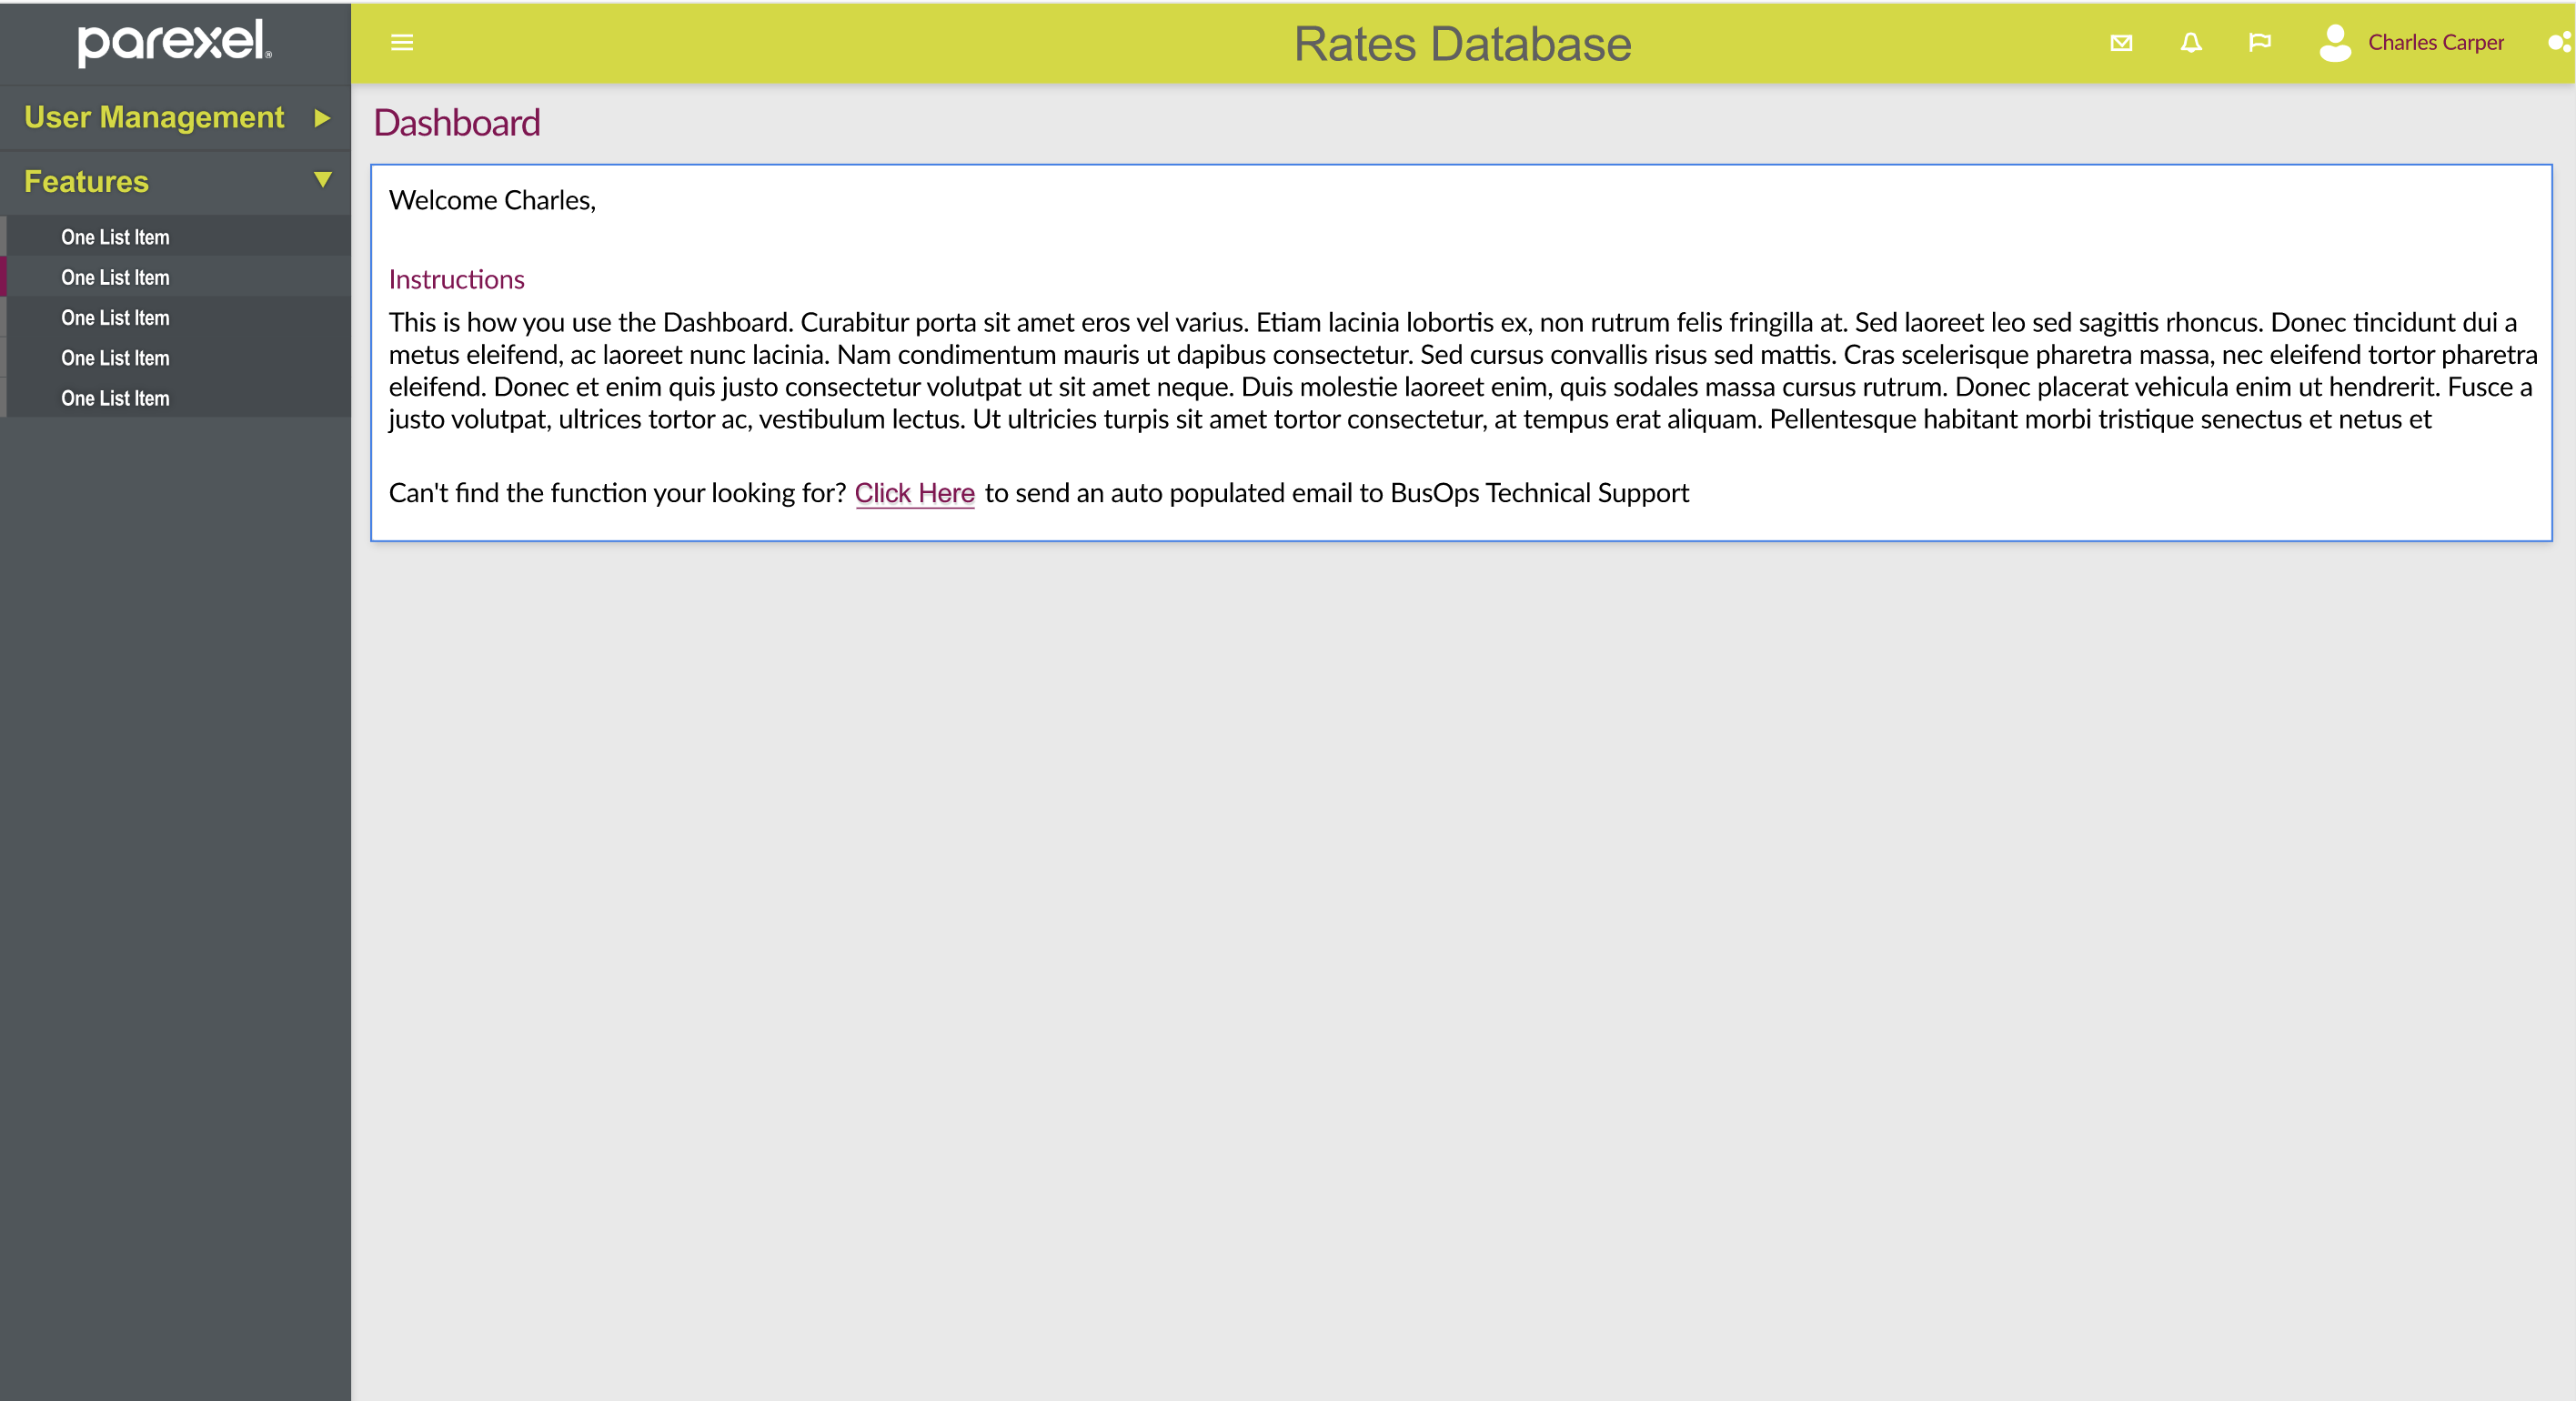 parexel®
Rates Database
Charles Carper
User Management
Features
One List Item
One List Item
One List Item
One List Item
One List Item
Dashboard
Welcome Charles,
Instructions
This is how you use the Dashboard. Curabitur porta sit amet eros vel varius. Etiam lacinia lobortis ex, non rutrum felis fringilla at. Sed laoreet leo sed sagittis rhoncus. Donec tincidunt dui a
metus eleifend, ac laoreet nunc lacinia. Nam condimentum mauris ut dapibus consectetur. Sed cursus convallis risus sed mattis. Cras scelerisque pharetra massa, nec eleifend tortor pharetra
eleifend. Donec et enim quis justo consectetur volutpat ut sit amet neque. Duis molestie laoreet enim, quis sodales massa cursus rutrum. Donec placerat vehicula enim ut hendrerit. Fusce a
justo volutpat, ultrices tortor ac, vestibulum lectus. Ut ultricies turpis sit amet tortor consectetur, at tempus erat aliquam. Pellentesque habitant morbi tristique senectus et netus et
Can't find the function your looking for? Click Here to send an auto populated email to BusOps Technical Support